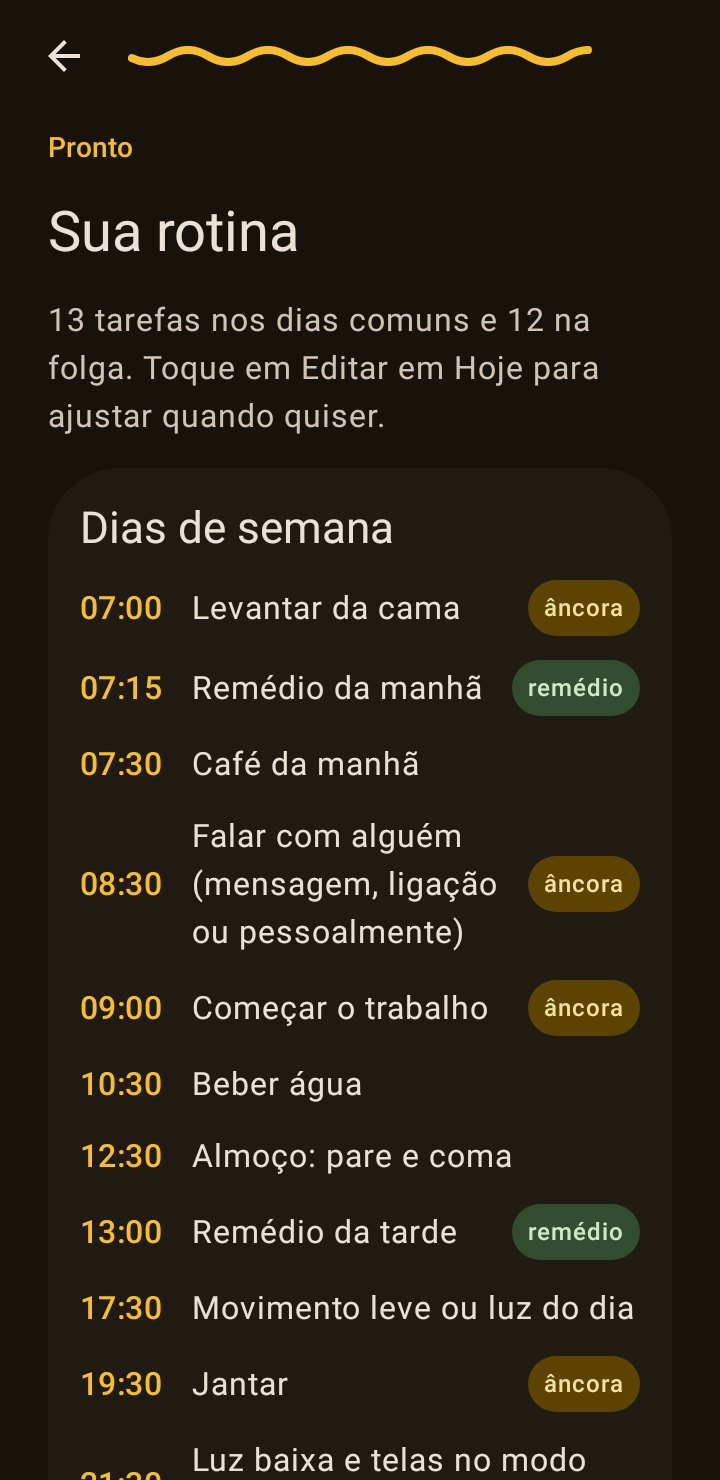 Pronto
Sua rotina
13 tarefas nos dias comuns e 12 na
folga. Toque em Editar em Hoje para
ajustar quando quiser.
Dias de semana
07:00 Levantar da cama âncora
07:15 Remédio da manhã remédio
07:30 Café da manhã
Falar com alguém
08:30 (mensagem, ligação âncora
ou pessoalmente)
09:00 Começar o trabalho âncora
10:30 Beber água
12:30 Almoço: pare e coma
13:00 Remédio da tarde remédio
17:30 Movimento leve ou luz do dia
19:30 Jantar âncora
Luz baixa e telas no modo